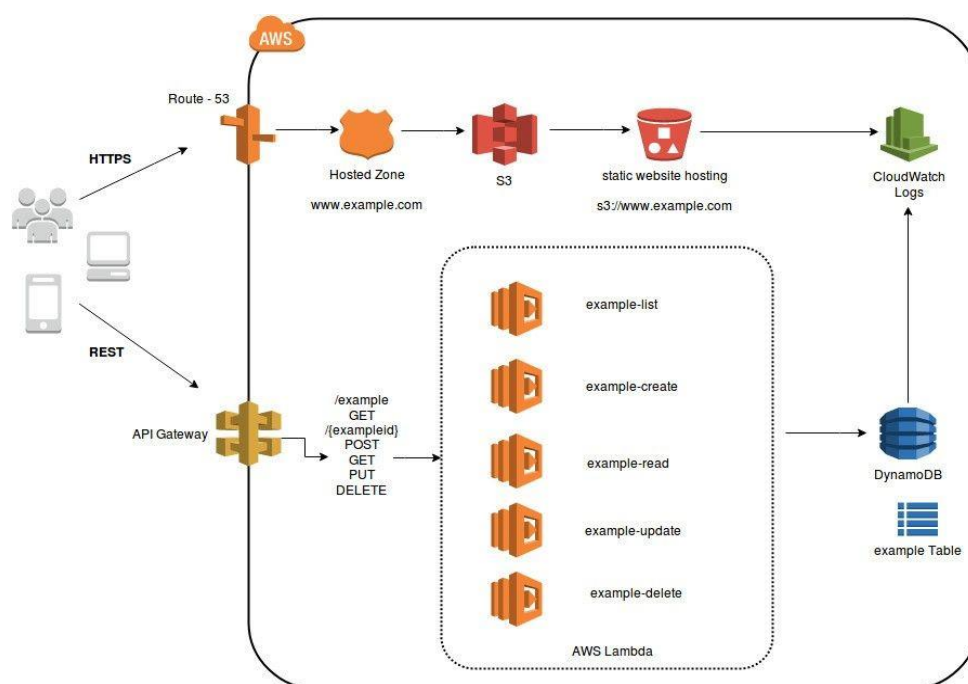 AWS
Route - 53
HTTPS
Hosted Zone
www.example.com
S3
static website hosting
s3://www.example.com
CloudWatch
Logs
REST
API Gateway
/example
GET
/{exampleid}
POST
GET
PUT
DELETE
example-list
example-create
example-read
example-update
example-delete
AWS Lambda
DynamoDB
example Table